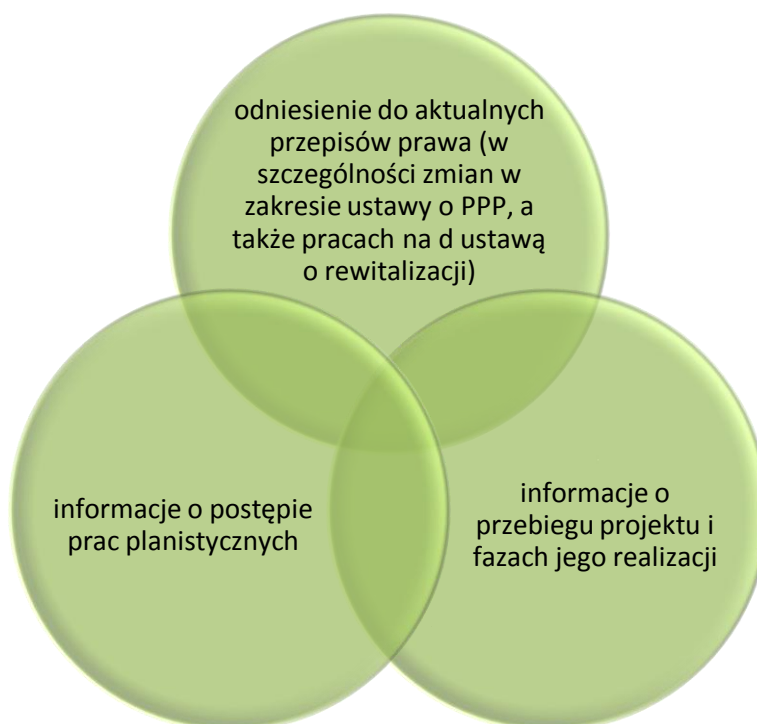 odniesienie do aktualnych
przepisów prawa (w
szczególności zmian w
zakresie ustawy o PPP, a
także pracach na d ustawą
o rewitalizacji)
informacje o postępie
prac planistycznych
informacje o
przebiegu projektu i
fazach jego realizacji